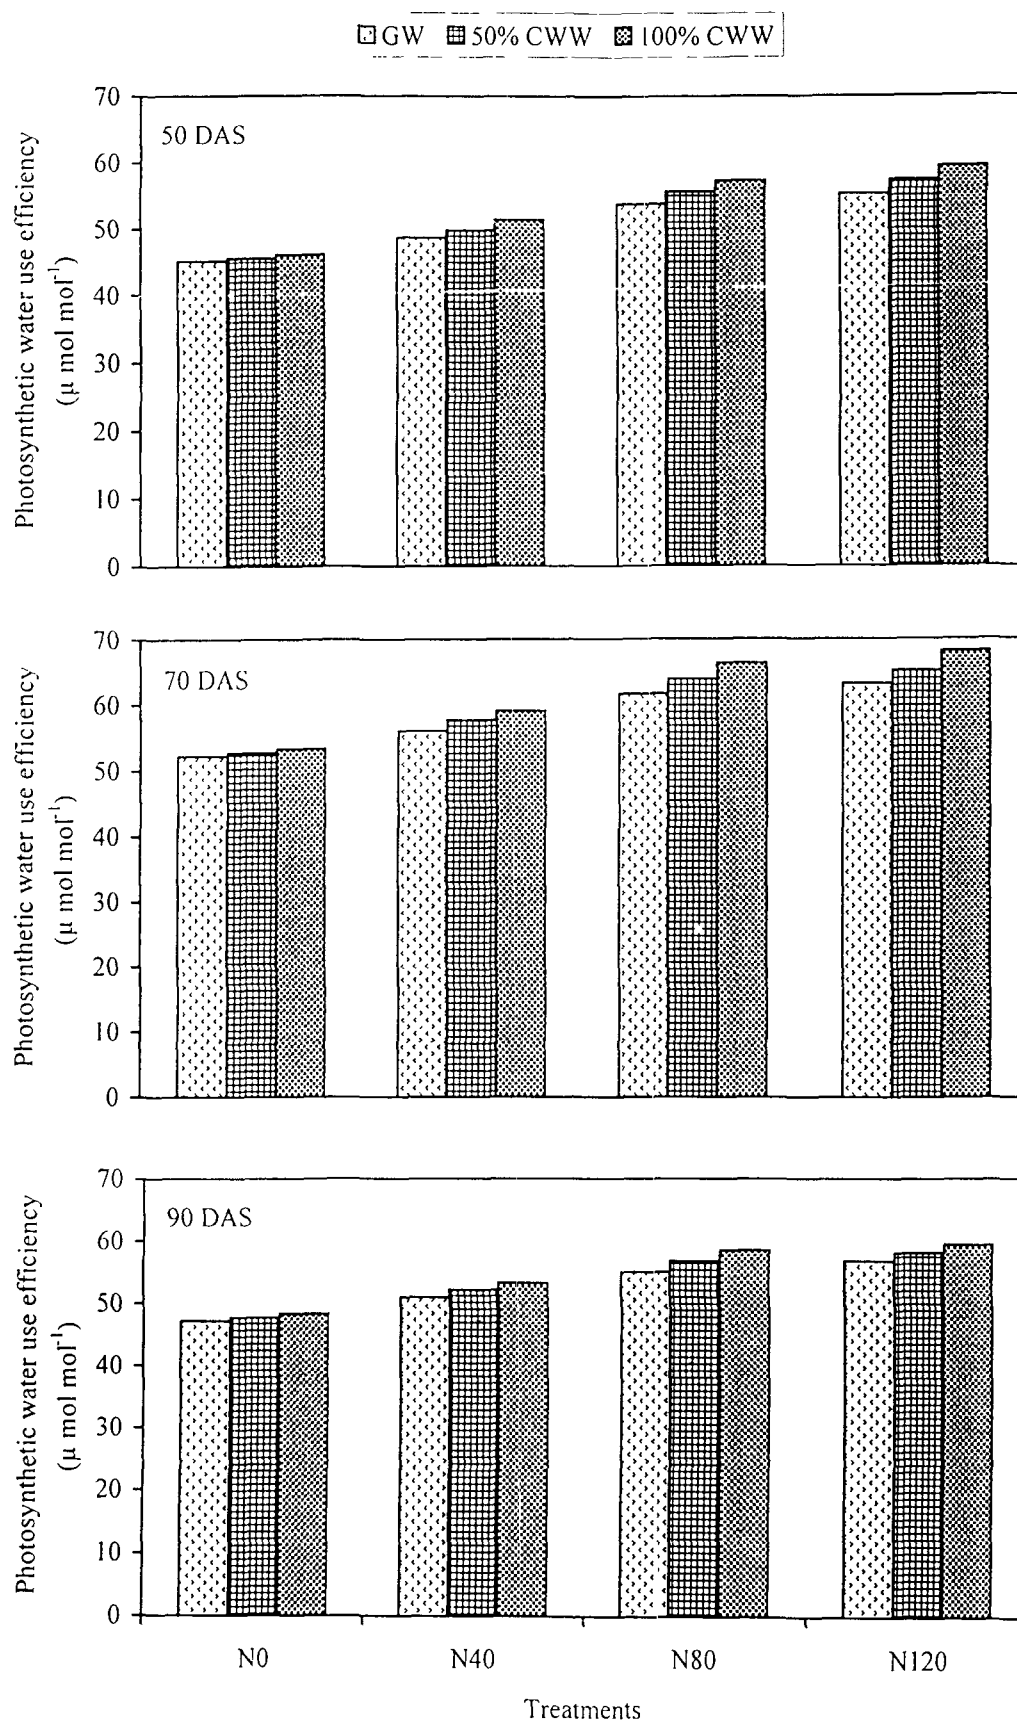 GW 50% CWW 100% CWW
50 DAS
Photosynthetic water use efficiency
(μ mol mol⁻¹)
70
60
50
40
30
20
10
0
70 DAS
Photosynthetic water use efficiency
(μ mol mol⁻¹)
70
60
50
40
30
20
10
0
90 DAS
Photosynthetic water use efficiency
(μ mol mol⁻¹)
70
60
50
40
30
20
10
0
N0 N40 N80 N120
Treatments